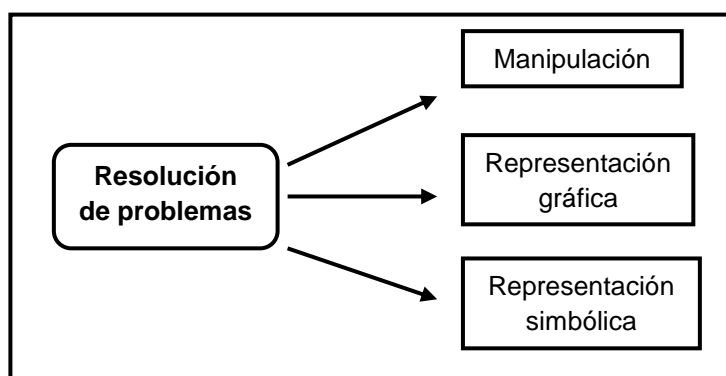 Manipulación
Resolución
de problemas
Representación
gráfica
Representación
simbólica